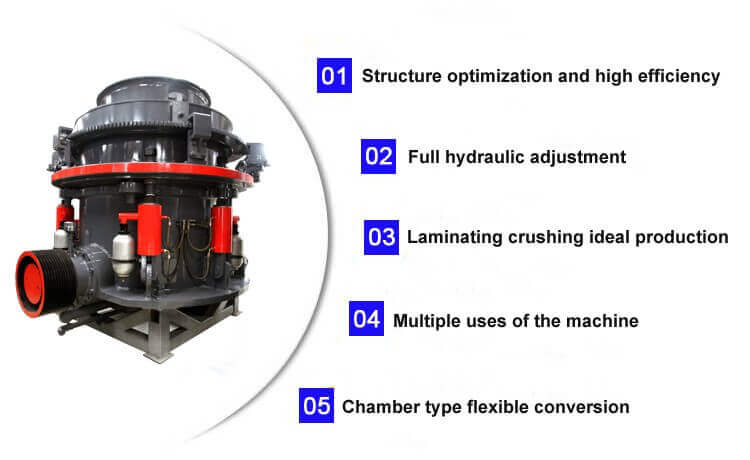 01 Structure optimization and high efficiency
02 Full hydraulic adjustment
03 Laminating crushing ideal production
04 Multiple uses of the machine
05 Chamber type flexible conversion